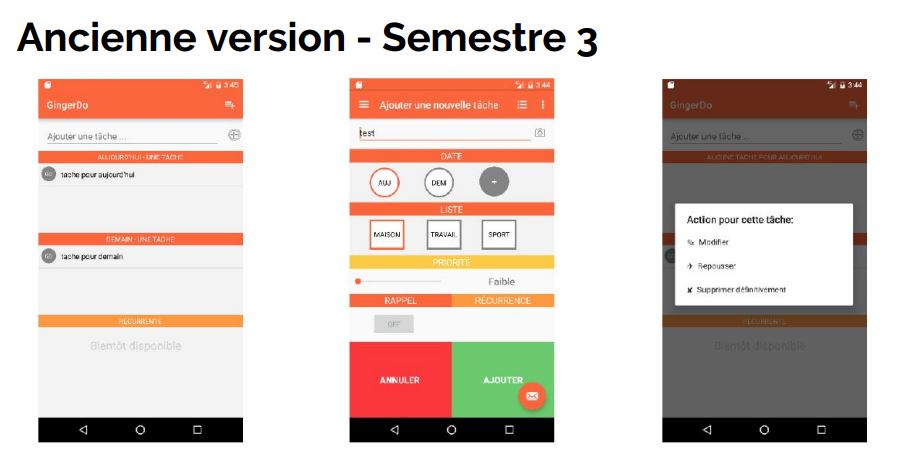 Ancienne version - Semestre 3
3:45
GingerDo
Ajouter une tâche ...
AUJOURD'HUI - UNE TÂCHE
GO tache pour aujourd'hui
DEMAIN - UNE TÂCHE
GO tache pour demain
RECURRENTE
Bientôt disponible
3:44
Ajouter une nouvelle tâche
test
DATE
AUJ DEM +
LISTE
MAISON TRAVAIL SPORT
PRIORITE
Faible
RAPPEL RÉCURRENCE
OFF
ANNULER AJOUTER
3:44
GingerDo
Ajouter une tâche ...
AUCUNE TÂCHE POUR AUJOURD'HUI
Action pour cette tâche:
Modifier
Repousser
Supprimer définitivement
RECURRENTE
Bientôt disponible